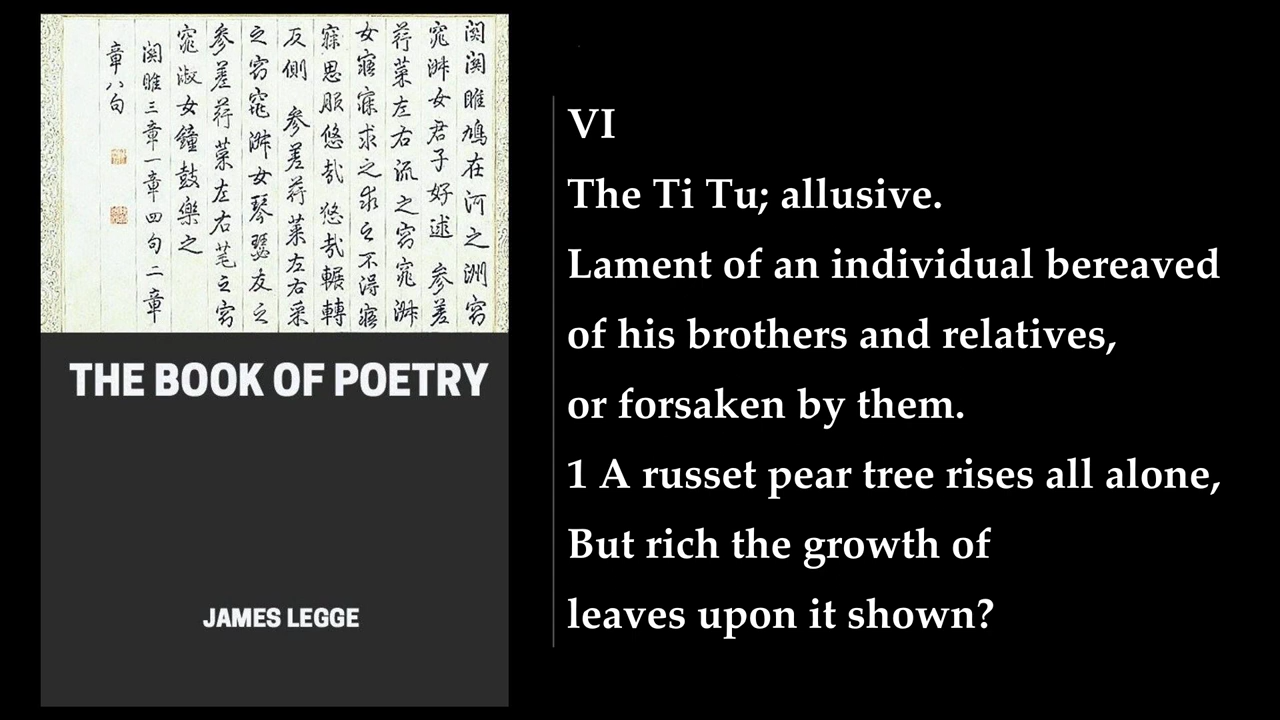 関関雎鳩在河之洲窈
窕淑女君子好逑 參差
荇菜左右流之窈窕淑
女寤寐求之求之不得寤
寐思服悠哉悠哉輾轉
反側 參差荇菜左右采
之窈窕淑女琴瑟友之
參差荇菜左右芼之窈
窕淑女鐘鼓樂之
関雎三章一章四句二章
章八句
THE BOOK OF POETRY
JAMES LEGGE
VI
The Ti Tu; allusive.
Lament of an individual bereaved
of his brothers and relatives,
or forsaken by them.
1 A russet pear tree rises all alone,
But rich the growth of
leaves upon it shown?